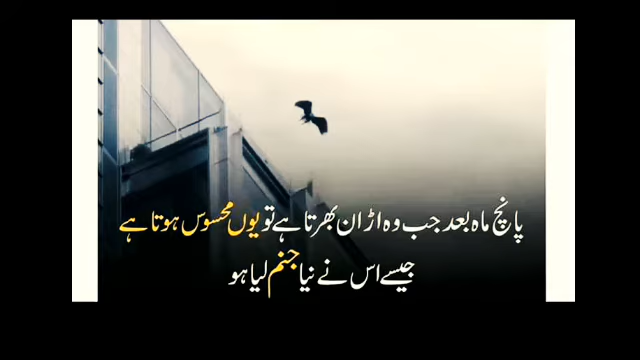 پانچ ماہ بعد جب وہ اڑان بھرتا ہے تو یوں محسوس ہوتا ہے
جیسے اس نے نیا جنم لیا ہو